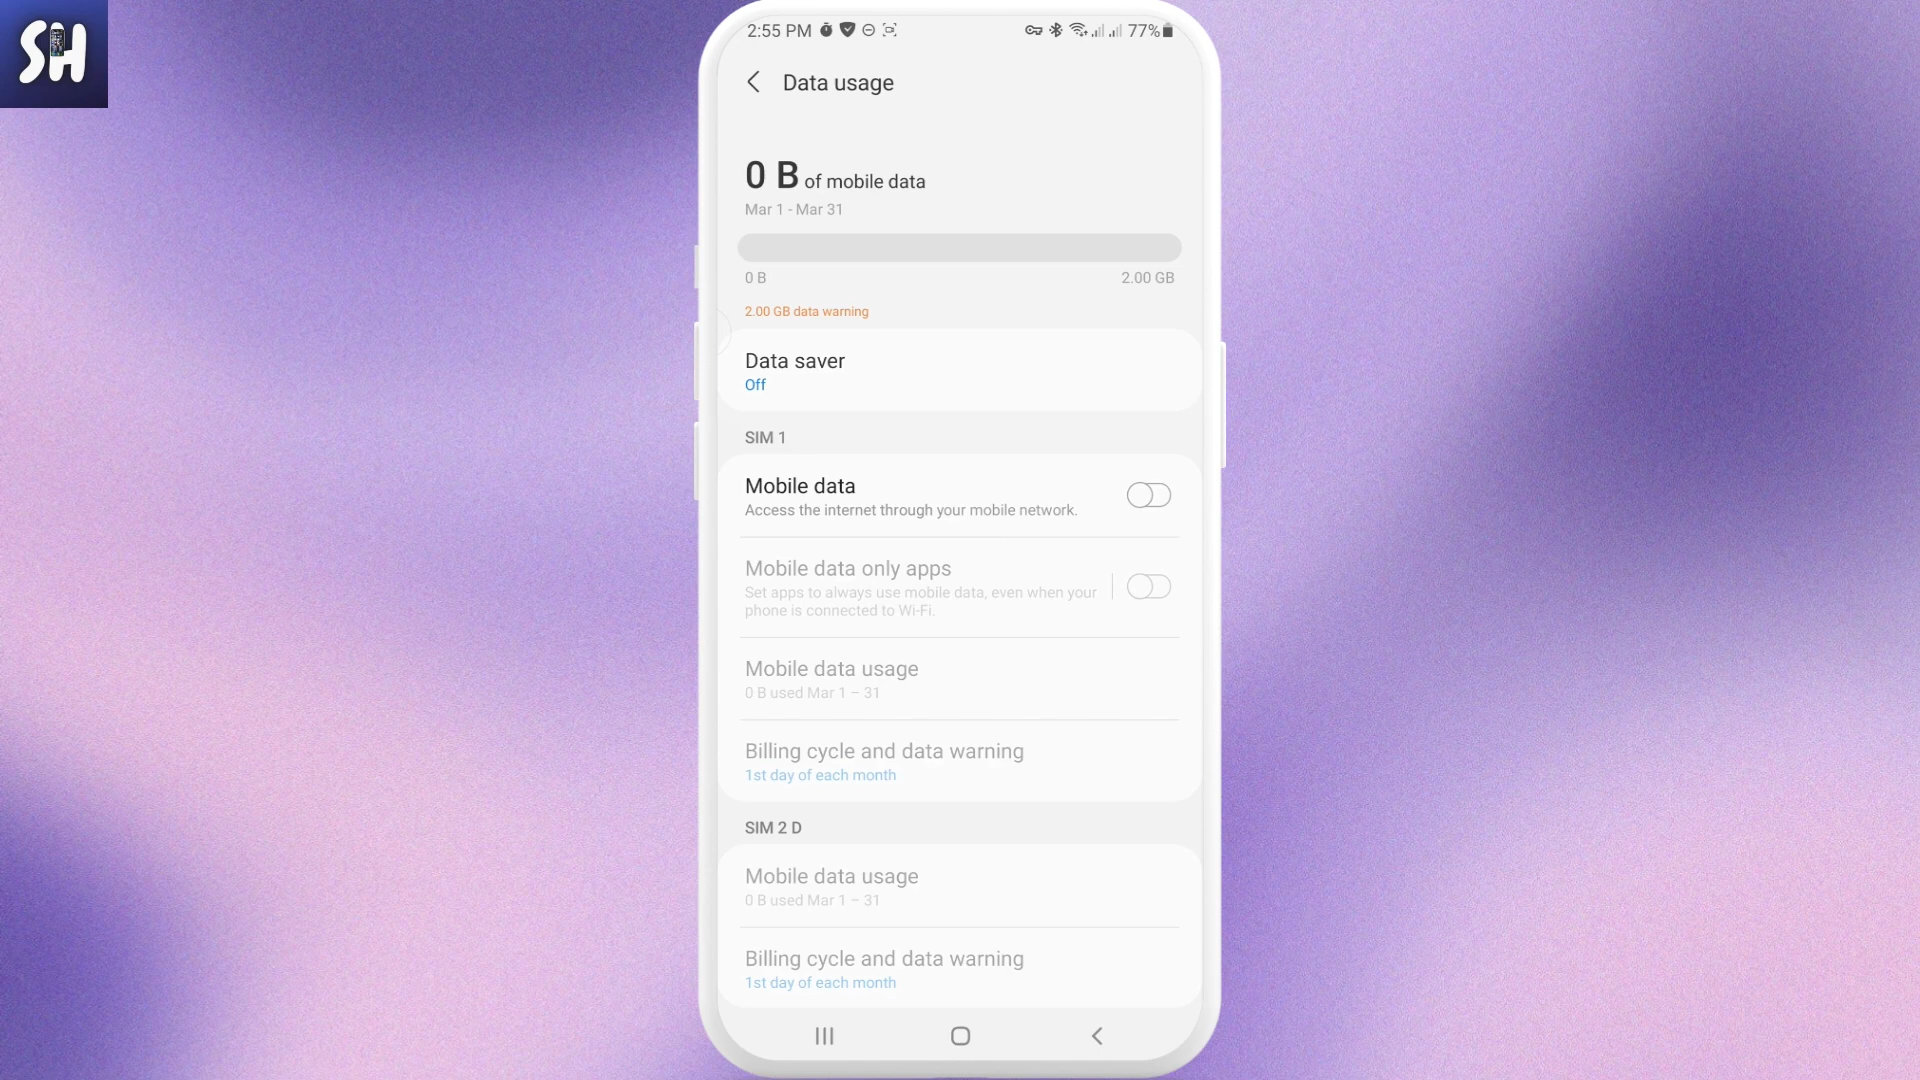 SH
2:55 PM 77%
Data usage
0 B of mobile data
Mar 1 - Mar 31
0 B 2.00 GB
2.00 GB data warning
Data saver
Off
SIM 1
Mobile data
Access the internet through your mobile network.
Mobile data only apps
Set apps to always use mobile data, even when your
phone is connected to Wi-Fi.
Mobile data usage
0 B used Mar 1 – 31
Billing cycle and data warning
1st day of each month
SIM 2 D
Mobile data usage
0 B used Mar 1 – 31
Billing cycle and data warning
1st day of each month